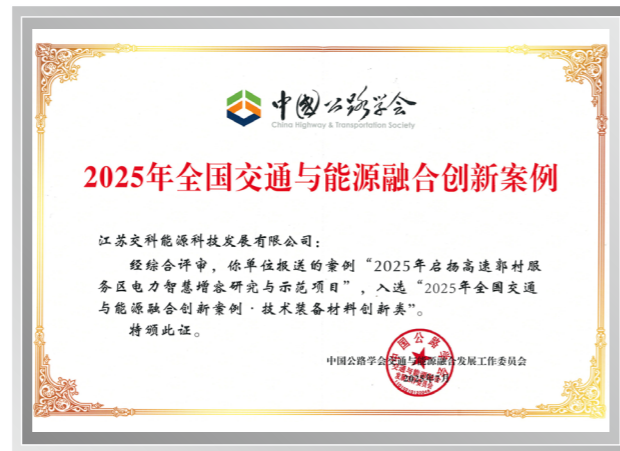 中国公路学会
China Highway & Transportation Society
2025年全国交通与能源融合创新案例
江苏交科能源科技发展有限公司：
经综合评审，你单位报送的案例“2025年启扬高速郭村服
务区电力智慧增容研究与示范项目”，入选“2025年全国交通
与能源融合创新案例·技术装备材料创新类”。
特颁此证。
中国公路学会交通与能源融合发展工作委员会